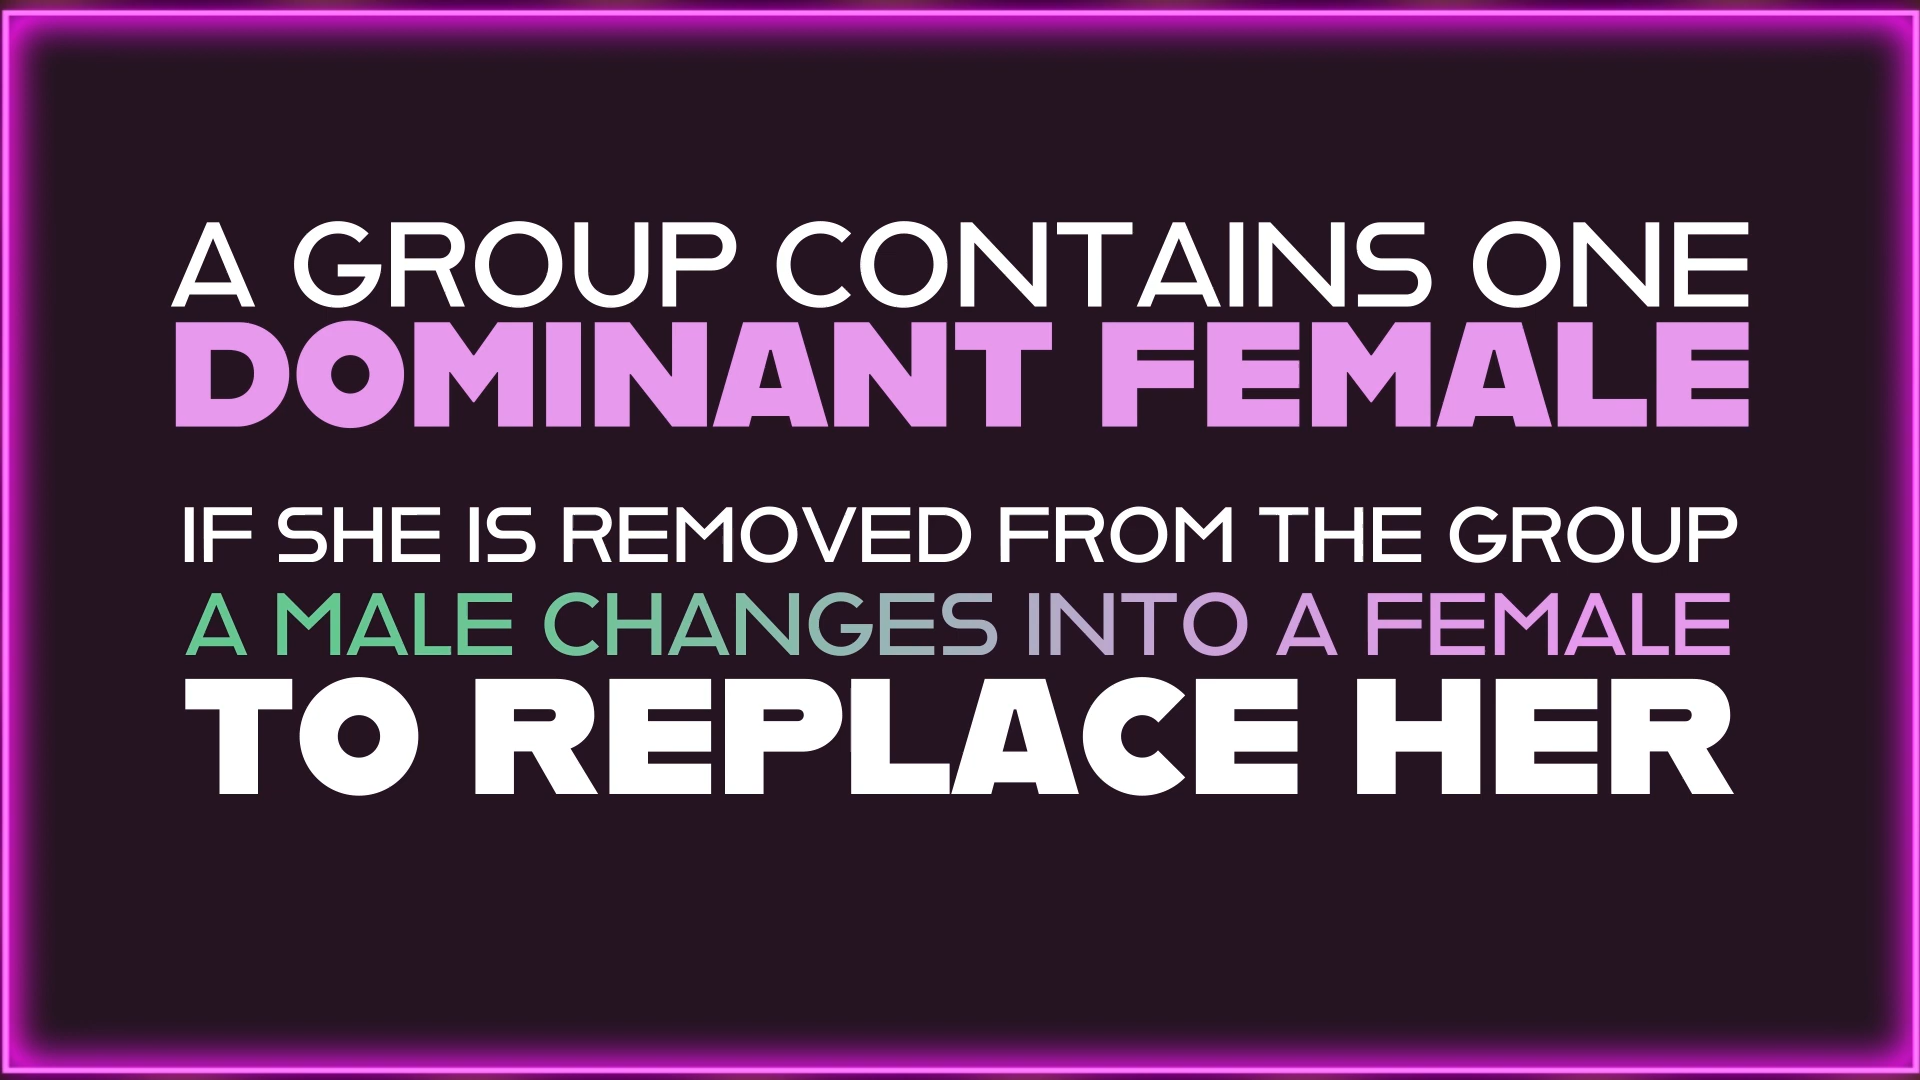 A GROUP CONTAINS ONE
DOMINANT FEMALE
IF SHE IS REMOVED FROM THE GROUP
A MALE CHANGES INTO A FEMALE
TO REPLACE HER